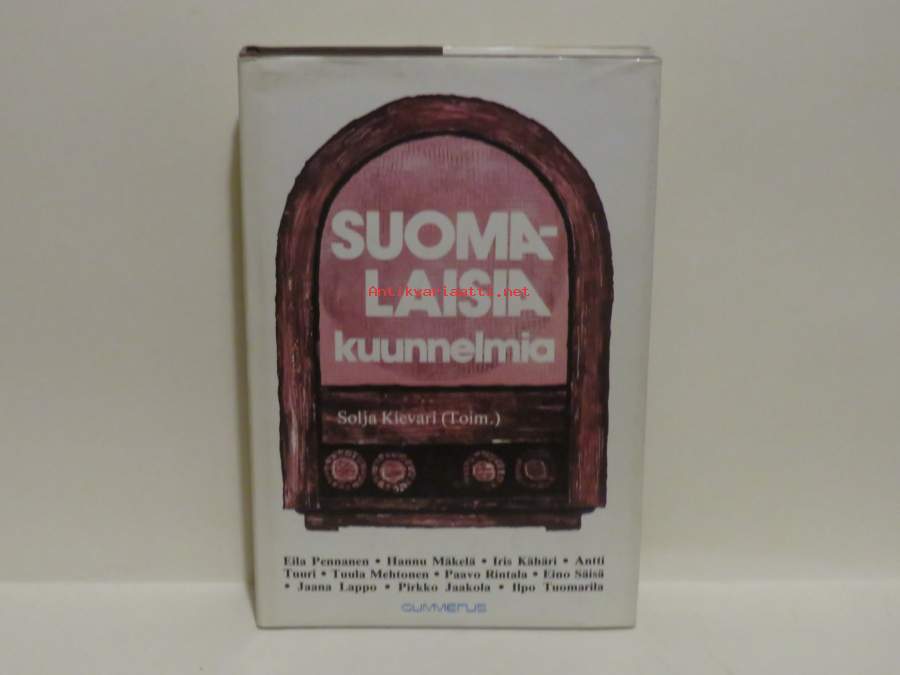 SUOMA-
LAISIA
Antikvariaatti.net
kuunnelmia
Solja Kievari (Toim.)
Eila Pennanen • Hannu Mäkelä • Iris Kähäri • Antti
Tuuri • Tuula Mehtonen • Paavo Rintala • Eino Säisä
• Jaana Lappo • Pirkko Jaakola • Ilpo Tuomarila
GUMMERUS